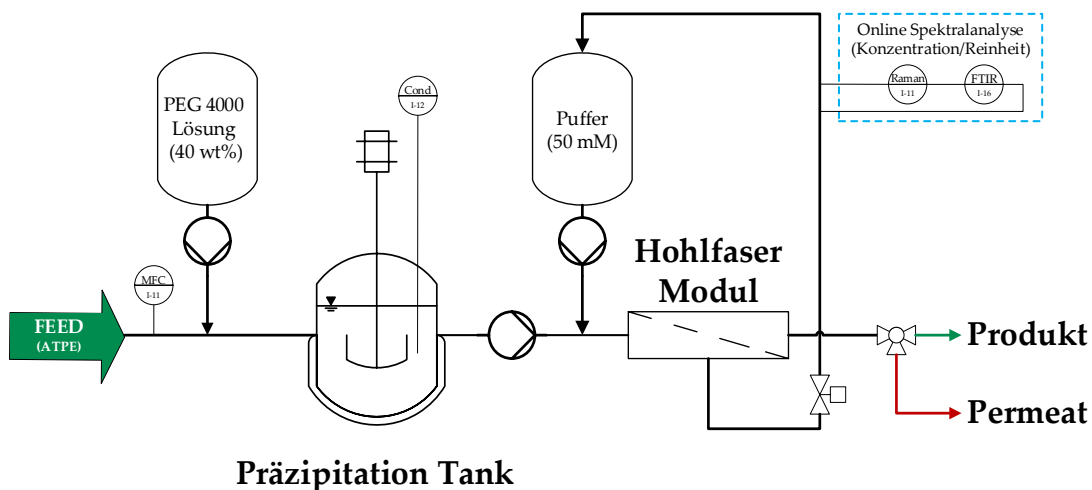 PEG 4000
Lösung
(40 wt%)
Cond
I-12
Puffer
(50 mM)
Online Spektralanalyse
(Konzentration/Reinheit)
Raman
I-11
FTIR
I-16
MFC
I-11
FEED
(ATPE)
Hohlfaser
Modul
Produkt
Permeat
Präzipitation Tank